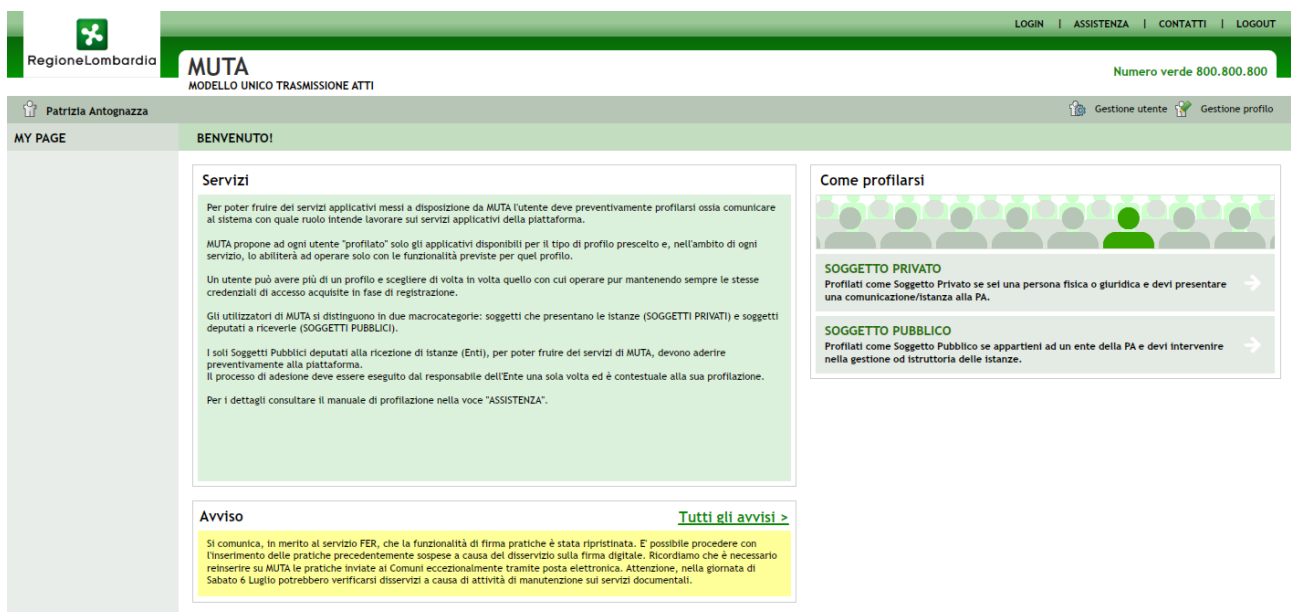 LOGIN | ASSISTENZA | CONTATTI | LOGOUT
RegioneLombardia
MUTA
MODELLO UNICO TRASMISSIONE ATTI
Numero verde 800.800.800
Patrizia Antognazza
Gestione utente Gestione profilo
MY PAGE
BENVENUTO!
Servizi
Per poter fruire dei servizi applicativi messi a disposizione da MUTA l'utente deve preventivamente profilarsi ossia comunicare
al sistema con quale ruolo intende lavorare sui servizi applicativi della piattaforma.
MUTA propone ad ogni utente "profilato" solo gli applicativi disponibili per il tipo di profilo prescelto e, nell'ambito di ogni
servizio, lo abiliterà ad operare solo con le funzionalità previste per quel profilo.
Un utente può avere più di un profilo e scegliere di volta in volta quello con cui operare pur mantenendo sempre le stesse
credenziali di accesso acquisite in fase di registrazione.
Gli utilizzatori di MUTA si distinguono in due macrocategorie: soggetti che presentano le istanze (SOGGETTI PRIVATI) e soggetti
deputati a riceverle (SOGGETTI PUBBLICI).
I soli Soggetti Pubblici deputati alla ricezione di istanze (Enti), per poter fruire dei servizi di MUTA, devono aderire
preventivamente alla piattaforma.
Il processo di adesione deve essere eseguito dal responsabile dell'Ente una sola volta ed è contestuale alla sua profilazione.
Per i dettagli consultare il manuale di profilazione nella voce "ASSISTENZA".
Come profilarsi
SOGGETTO PRIVATO
Profilati come Soggetto Privato se sei una persona fisica o giuridica e devi presentare
una comunicazione/istanza alla PA.
SOGGETTO PUBBLICO
Profilati come Soggetto Pubblico se appartieni ad un ente della PA e devi intervenire
nella gestione od istruttoria delle istanze.
Avviso
Tutti gli avvisi >
Si comunica, in merito al servizio FER, che la funzionalità di firma pratiche è stata ripristinata. E' possibile procedere con
l'inserimento delle pratiche precedentemente sospese a causa del disservizio sulla firma digitale. Ricordiamo che è necessario
reinserire su MUTA le pratiche inviate ai Comuni eccezionalmente tramite posta elettronica. Attenzione, nella giornata di
Sabato 6 Luglio potrebbero verificarsi disservizi a causa di attività di manutenzione sui servizi documentali.